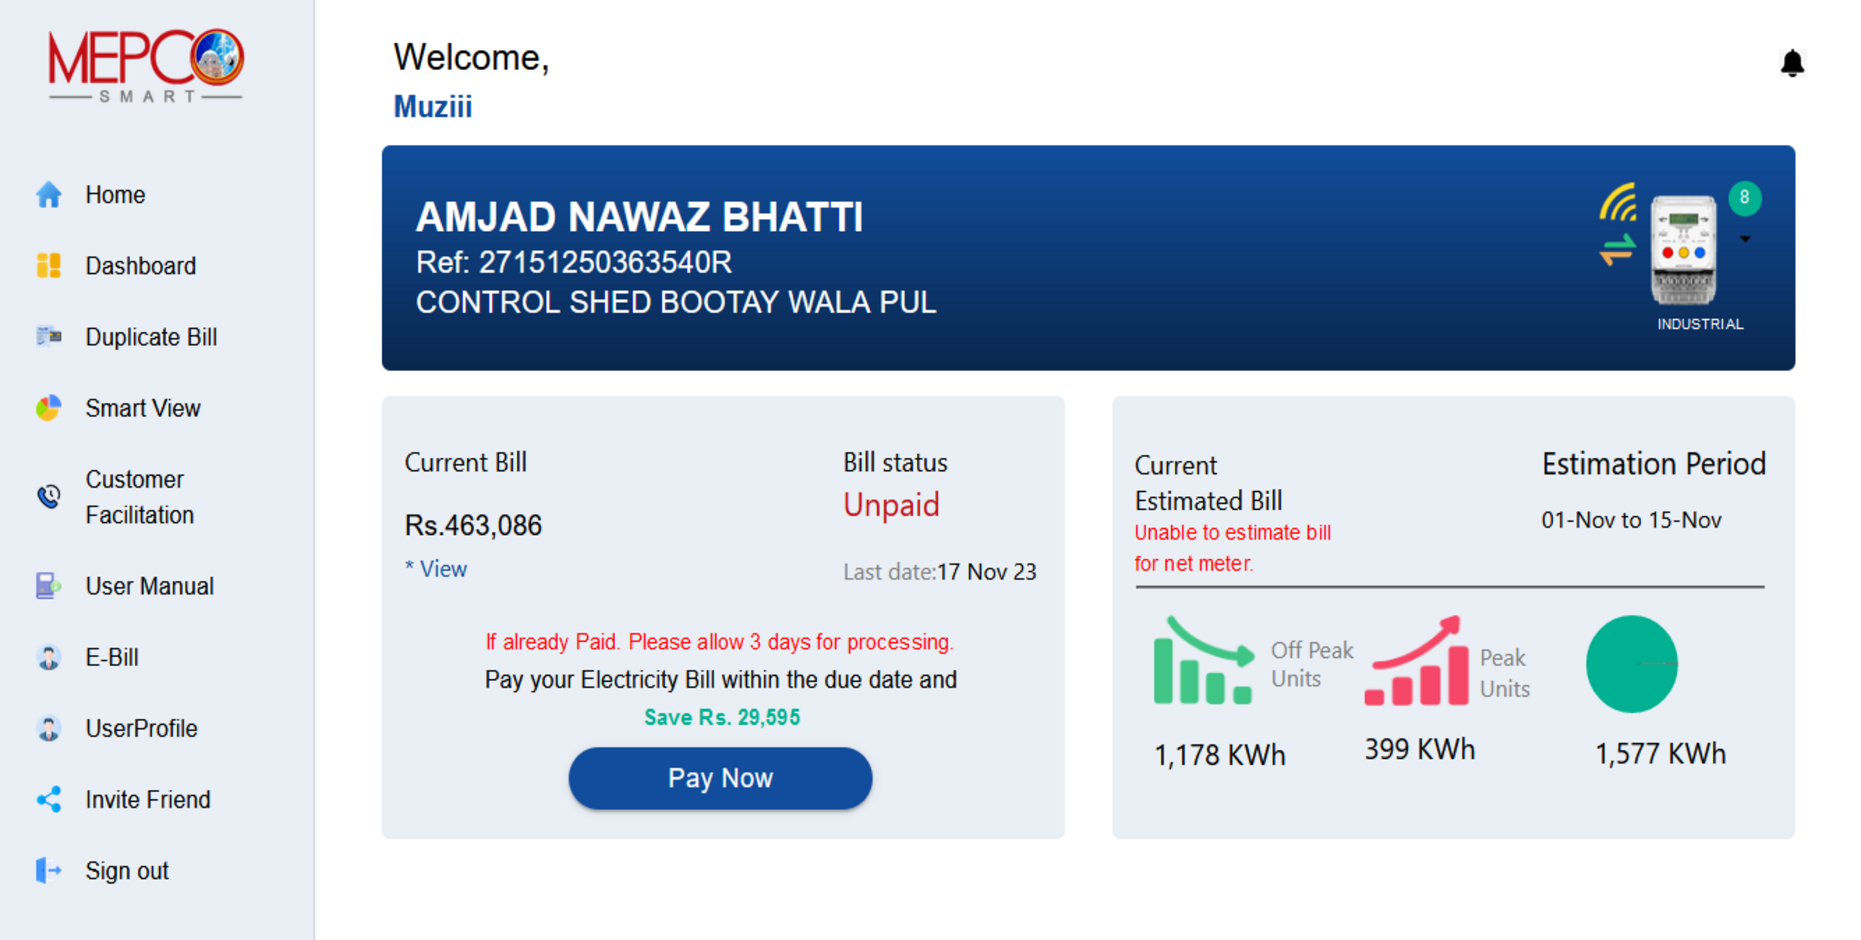 MEPCO
SMART
Home
Dashboard
Duplicate Bill
Smart View
Customer
Facilitation
User Manual
E-Bill
UserProfile
Invite Friend
Sign out
Welcome,
Muziii
AMJAD NAWAZ BHATTI
Ref: 27151250363540R
CONTROL SHED BOOTAY WALA PUL
8
INDUSTRIAL
Current Bill
Rs.463,086
* View
Bill status
Unpaid
Last date:17 Nov 23
If already Paid. Please allow 3 days for processing.
Pay your Electricity Bill within the due date and
Save Rs. 29,595
Pay Now
Current
Estimated Bill
Unable to estimate bill
for net meter.
Estimation Period
01-Nov to 15-Nov
Off Peak
Units
1,178 KWh
Peak
Units
399 KWh
1,577 KWh